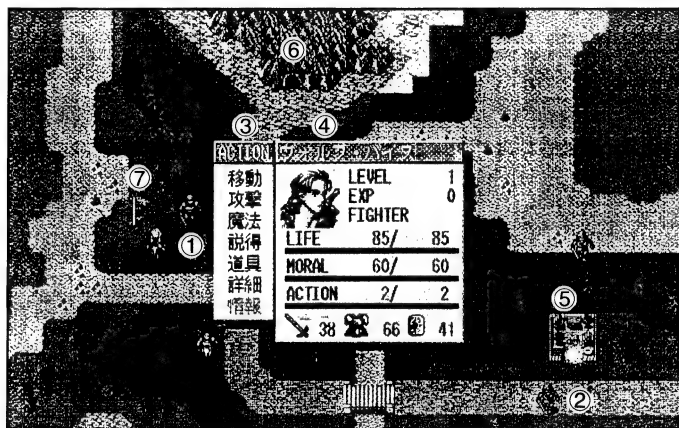 ⑥
③ ④
ACTION
⑦
①
移動
攻撃
魔法
説得
道具
詳細
情報
LEVEL 1
EXP 0
FIGHTER
LIFE 85/ 85
MORAL 60/ 60
ACTION 2/ 2
38 66 41
⑤
②